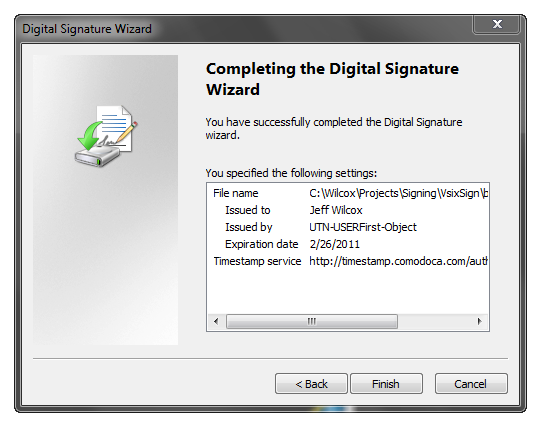 Digital Signature Wizard
Completing the Digital Signature
Wizard
You have successfully completed the Digital Signature
wizard.
You specified the following settings:
File name C:\Wilcox\Projects\Signing\VsixSign\b
Issued to Jeff Wilcox
Issued by UTN-USERFirst-Object
Expiration date 2/26/2011
Timestamp service http://timestamp.comodoca.com/auth
< Back Finish Cancel